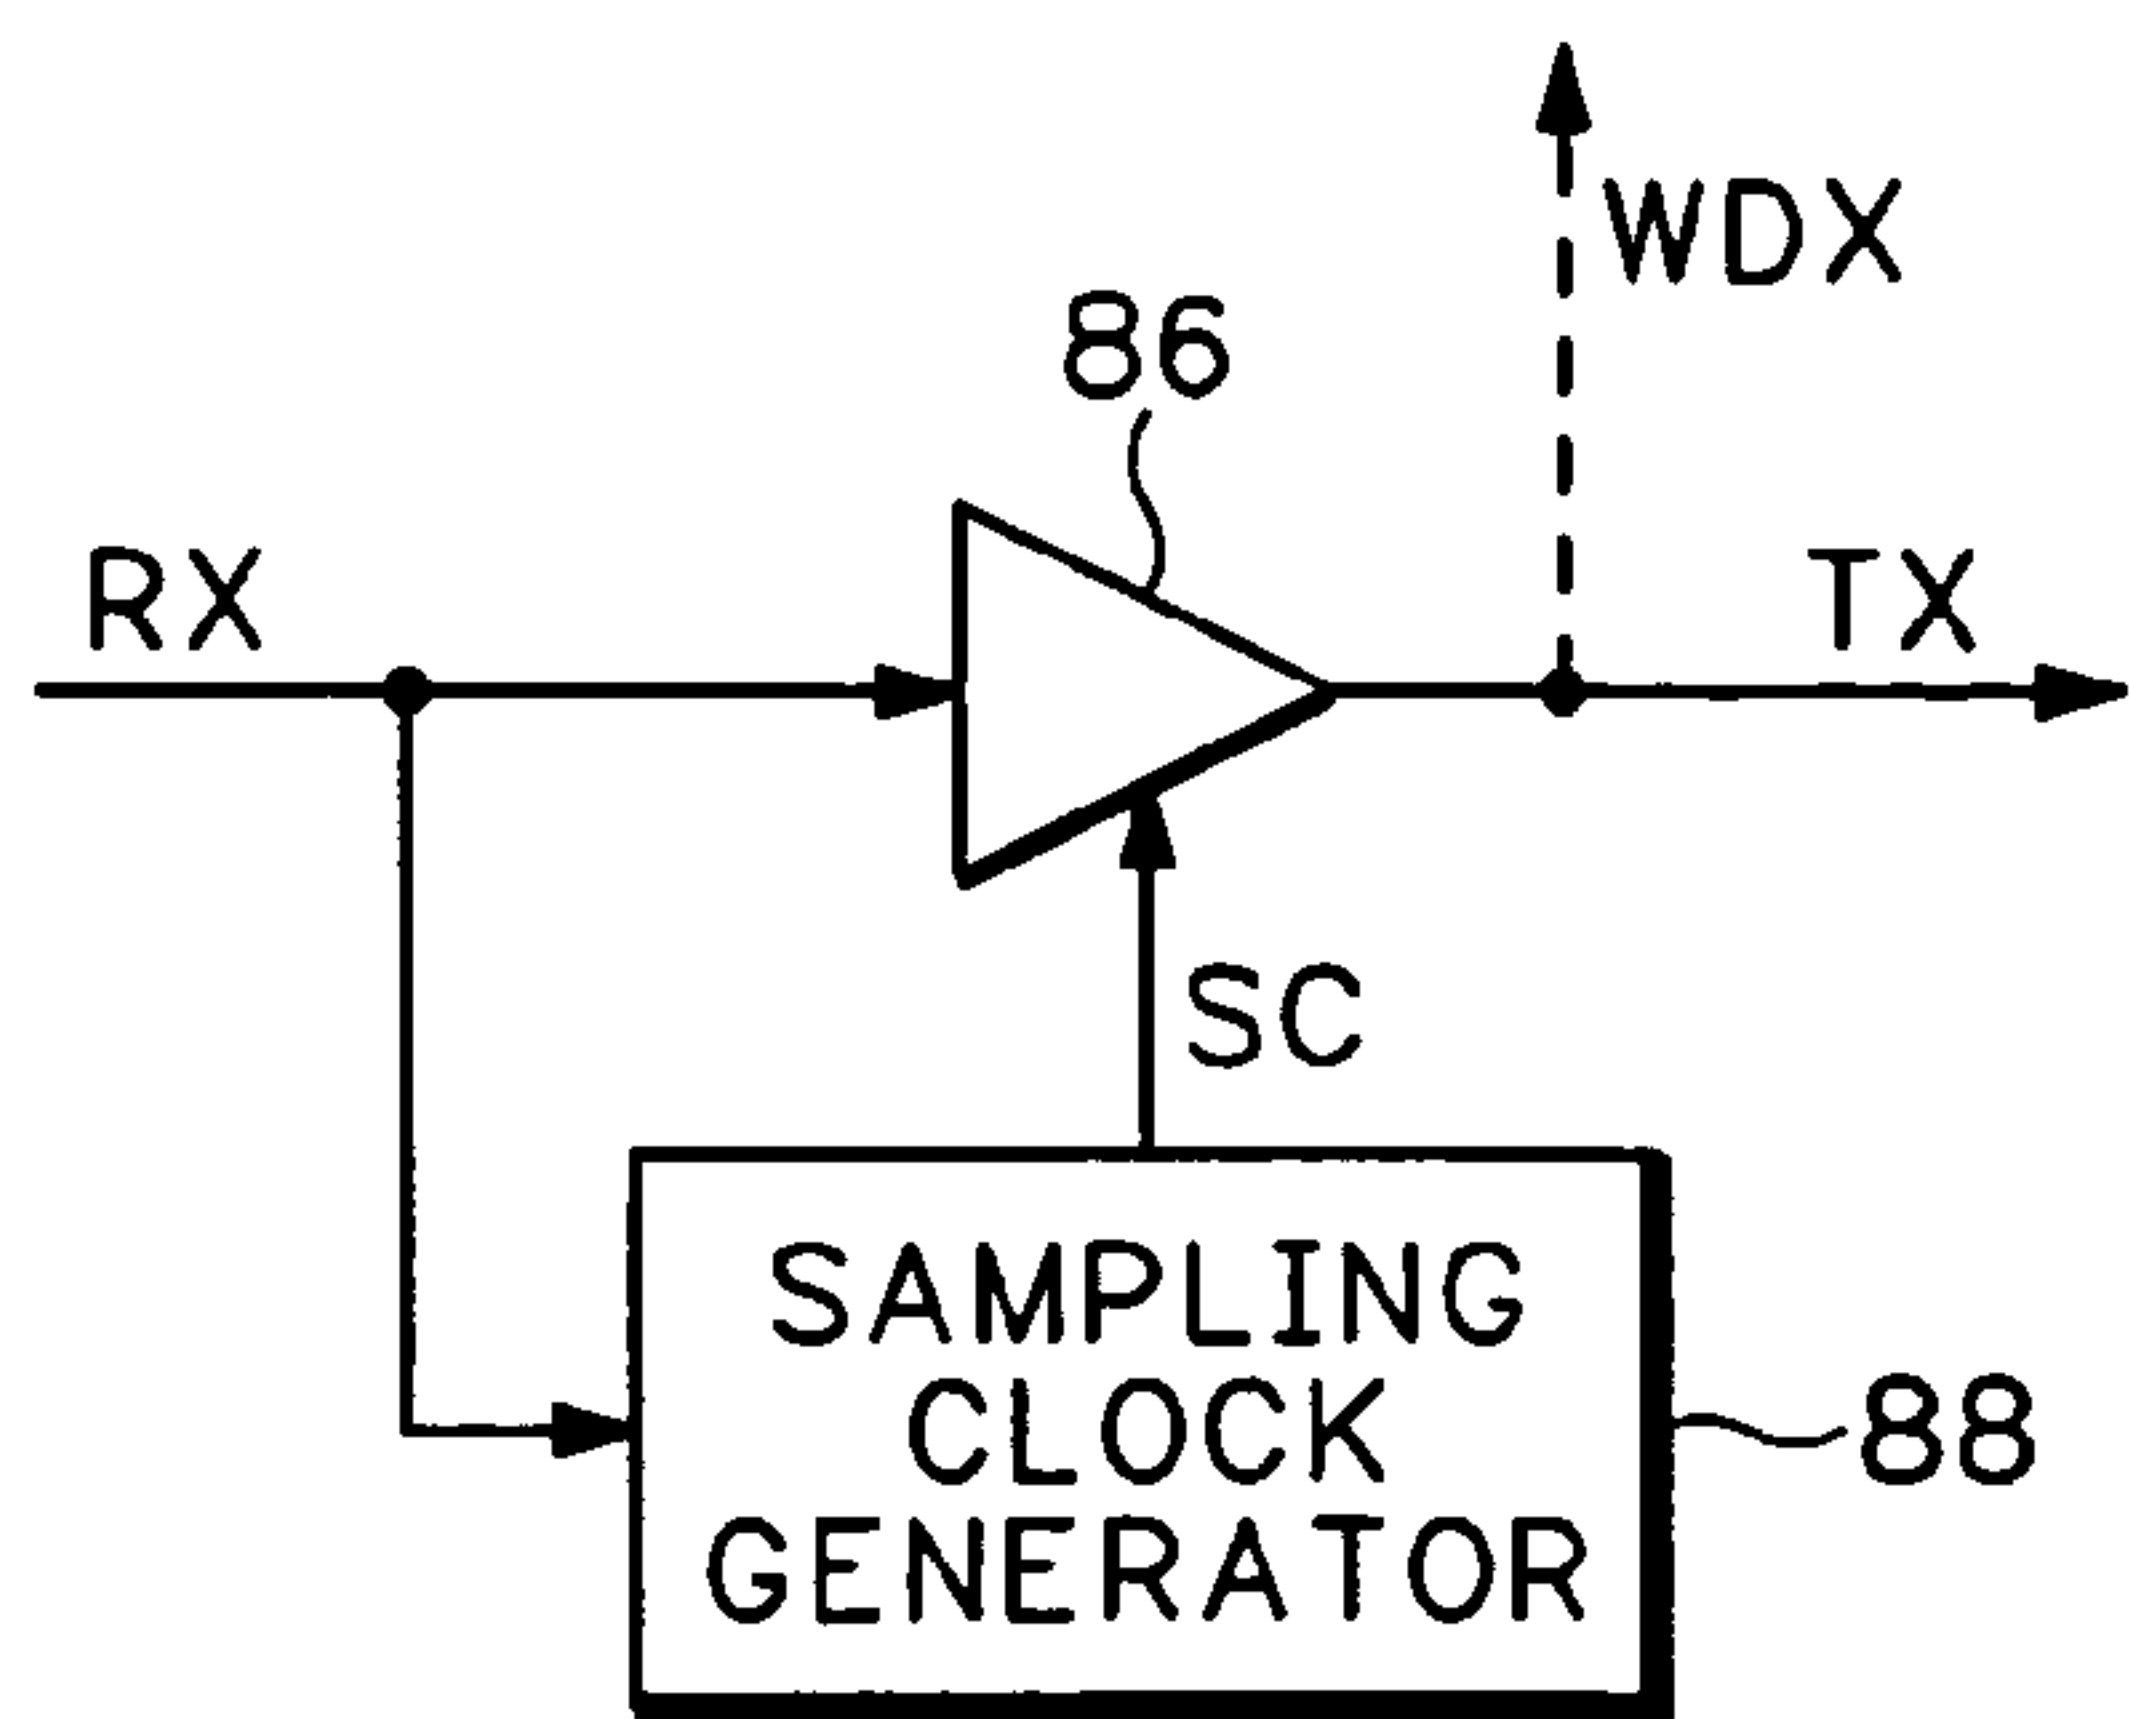 WDX
86
RX
TX
SC
SAMPLING
CLOCK
GENERATOR
88